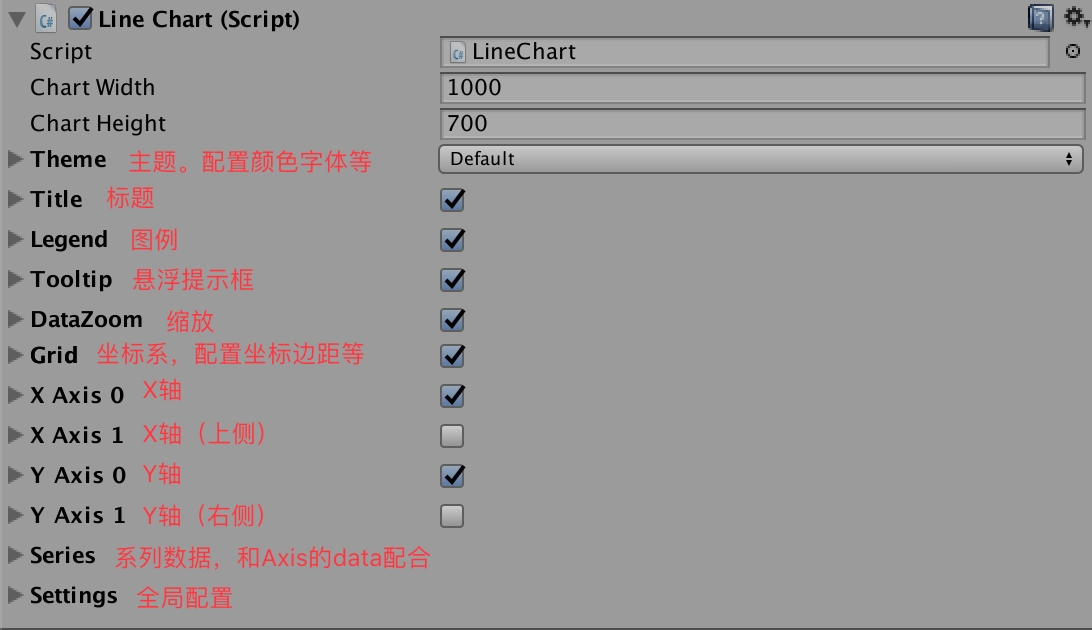 Line Chart (Script)
Script LineChart
Chart Width 1000
Chart Height 700
Theme 主题。配置颜色字体等 Default
Title 标题
Legend 图例
Tooltip 悬浮提示框
DataZoom 缩放
Grid 坐标系，配置坐标边距等
X Axis 0 X轴
X Axis 1 X轴（上侧）
Y Axis 0 Y轴
Y Axis 1 Y轴（右侧）
Series 系列数据，和Axis的data配合
Settings 全局配置